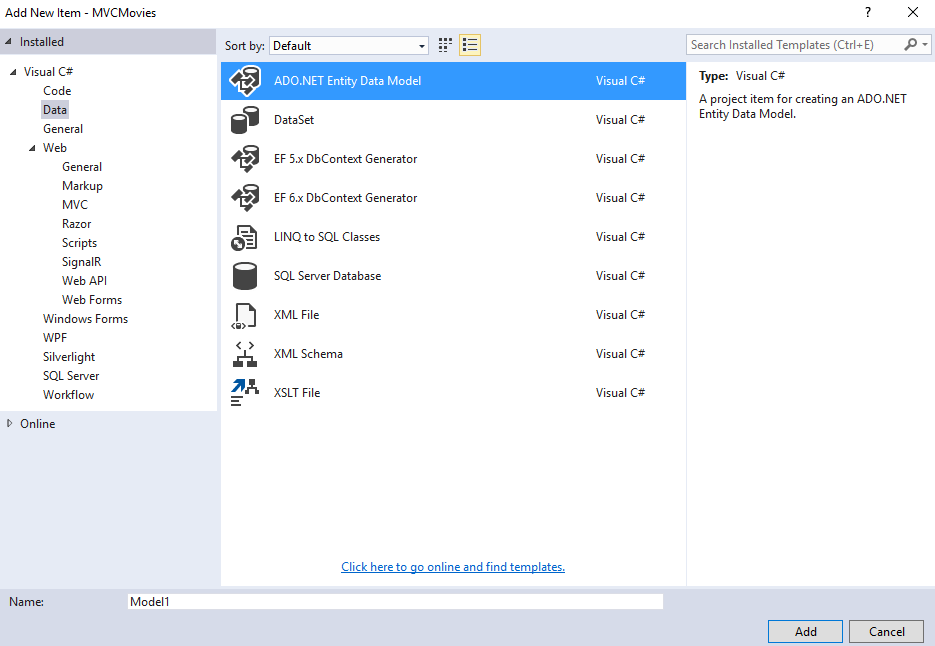 Add New Item - MVCMovies
?
Installed
Sort by: Default
Search Installed Templates (Ctrl+E)
Visual C#
Code
Data
General
Web
General
Markup
MVC
Razor
Scripts
SignalR
Web API
Web Forms
Windows Forms
WPF
Silverlight
SQL Server
Workflow
Online
ADO.NET Entity Data Model Visual C#
DataSet Visual C#
EF 5.x DbContext Generator Visual C#
EF 6.x DbContext Generator Visual C#
LINQ to SQL Classes Visual C#
SQL Server Database Visual C#
XML File Visual C#
XML Schema Visual C#
XSLT File Visual C#
Click here to go online and find templates.
Type: Visual C#
A project item for creating an ADO.NET
Entity Data Model.
Name: Model1
Add Cancel